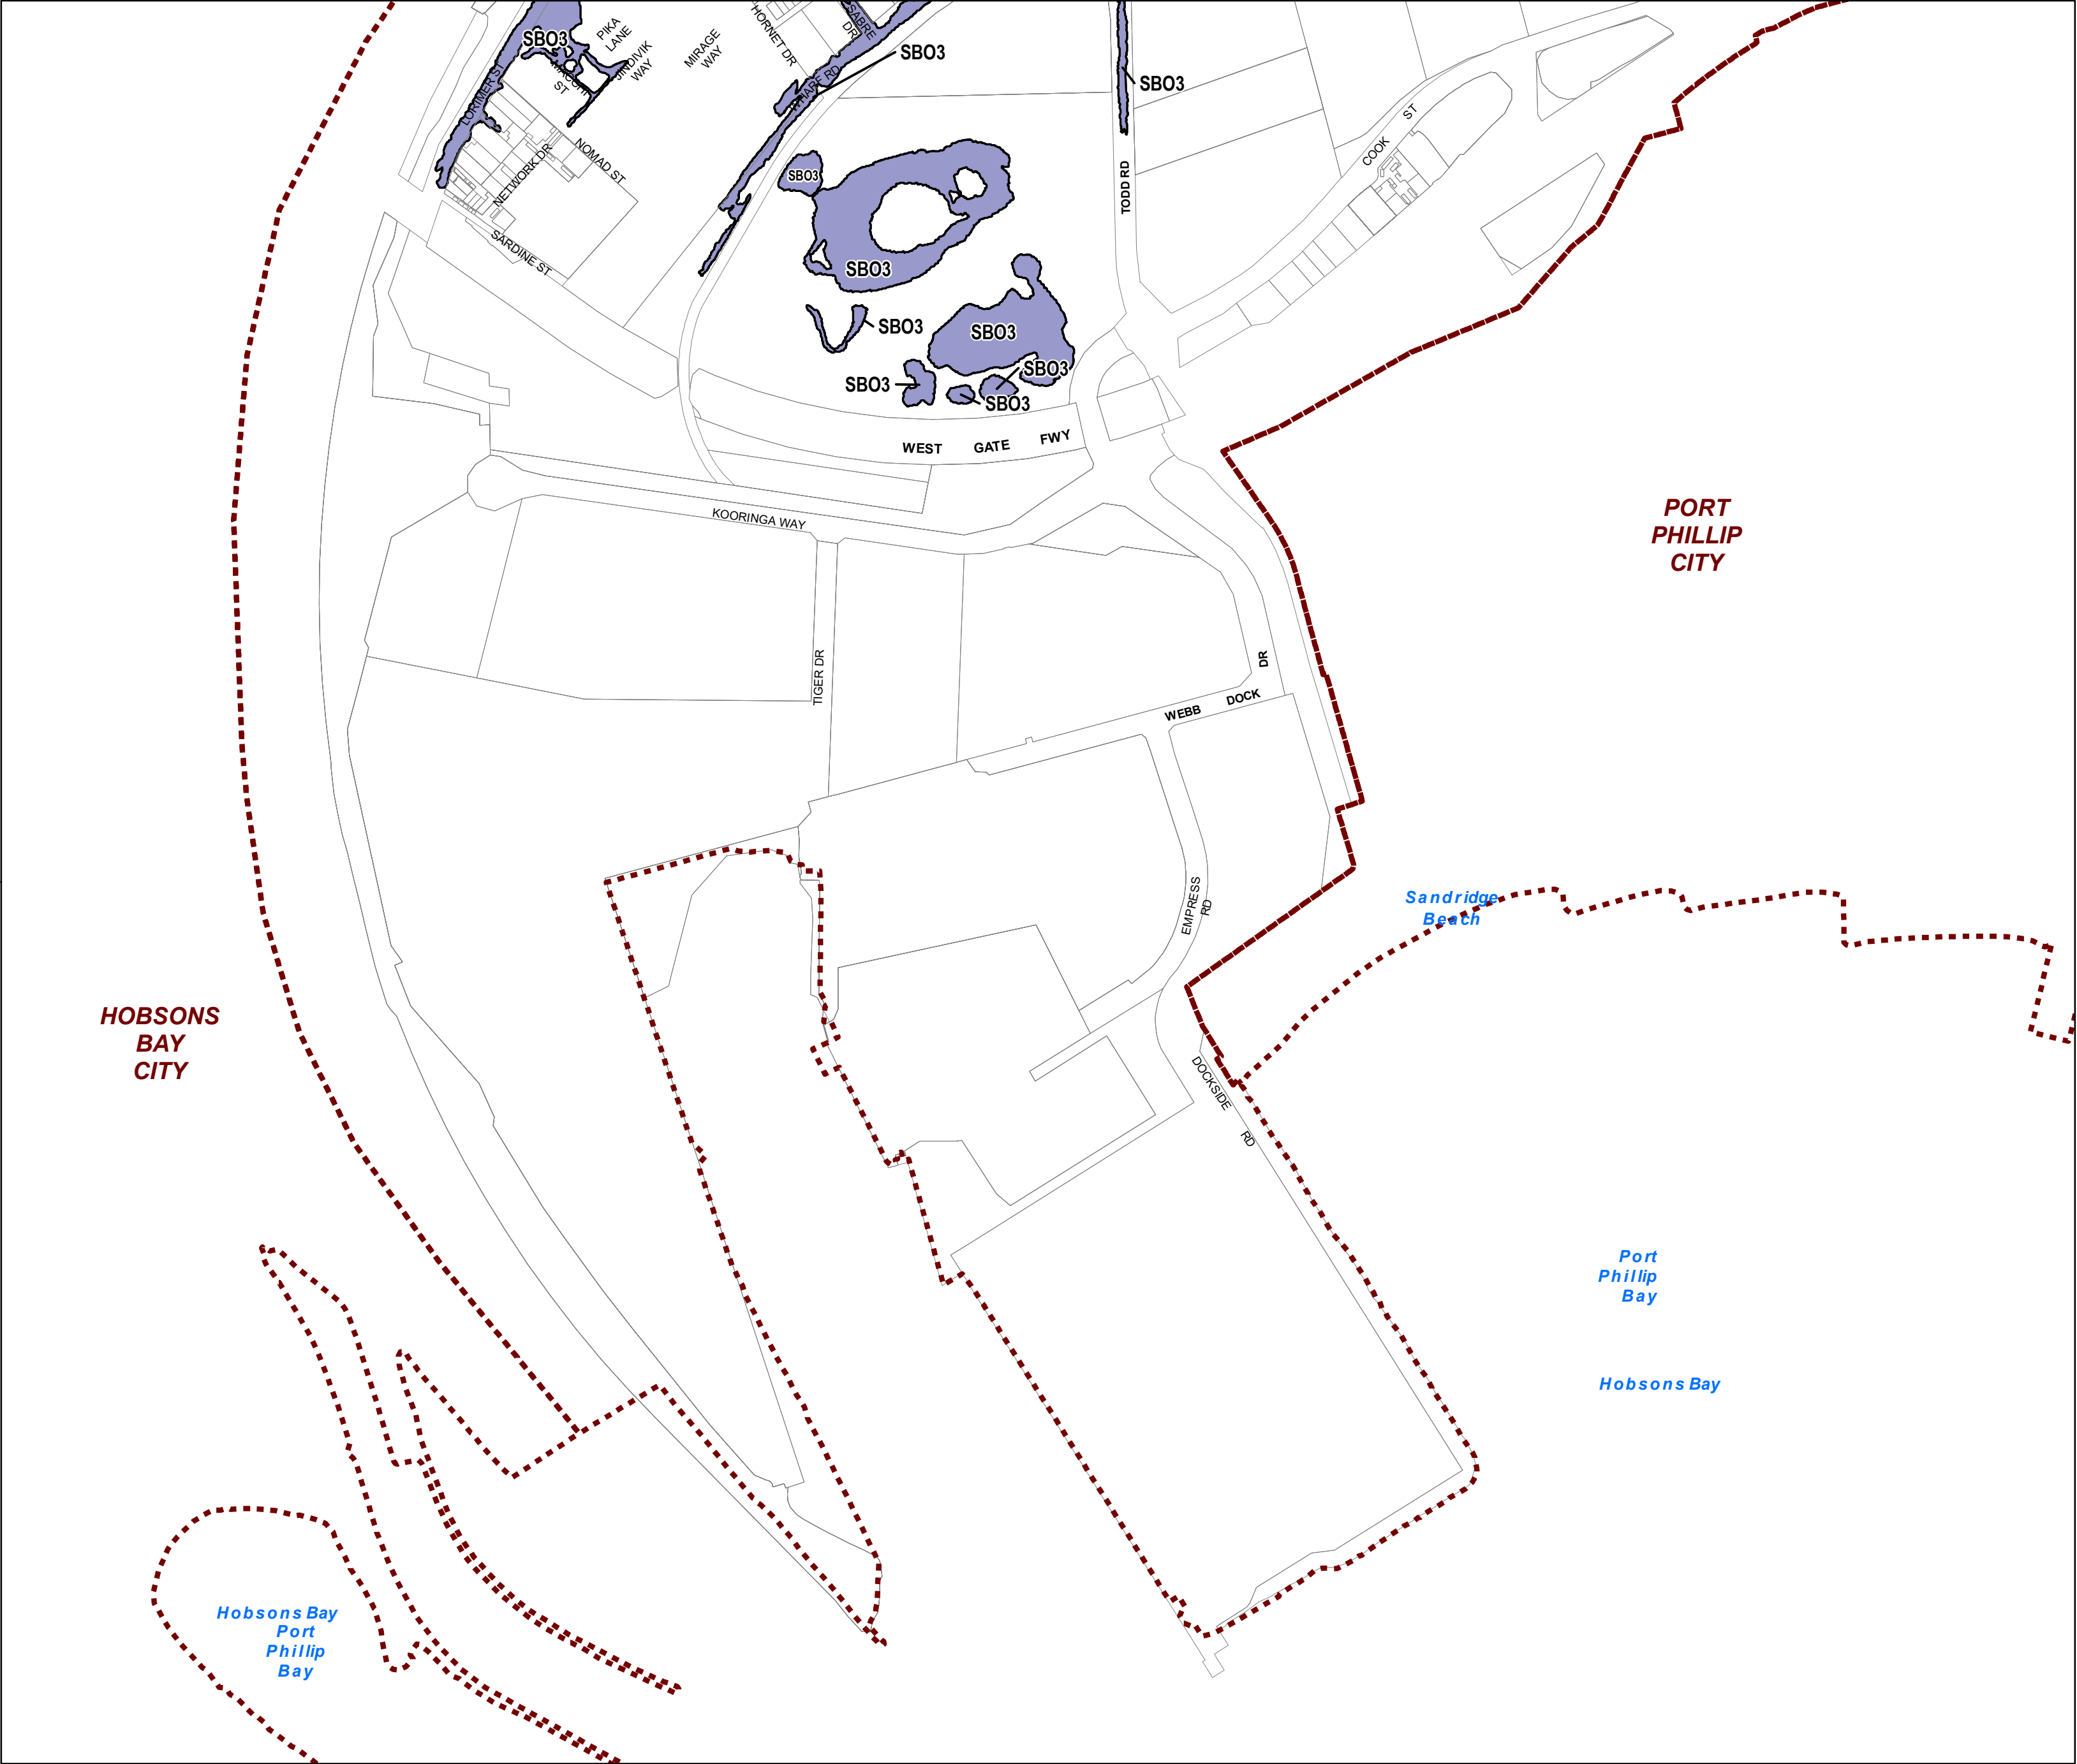 SBO3
PIKA
LANE
JINDIVIK
WAY
MACCHI
ST
MIRAGE
WAY
HORNET DR
SABRE
DR
SBO3
WHARF RD
LORIMER ST
SBO3
NOMAD ST
NETWORK DR
SARDINE ST
TODD RD
COOK ST
SBO3
SBO3
SBO3
SBO3
SBO3
SBO3
SBO3
WEST GATE FWY
KOORINGA WAY
PORT
PHILLIP
CITY
TIGER DR
WEBB DOCK DR
EMPRESS
RD
Sandridge
Beach
HOBSONS
BAY
CITY
DOCKSIDE RD
Port
Phillip
Bay
Hobsons Bay
Hobsons Bay
Port
Phillip
Bay